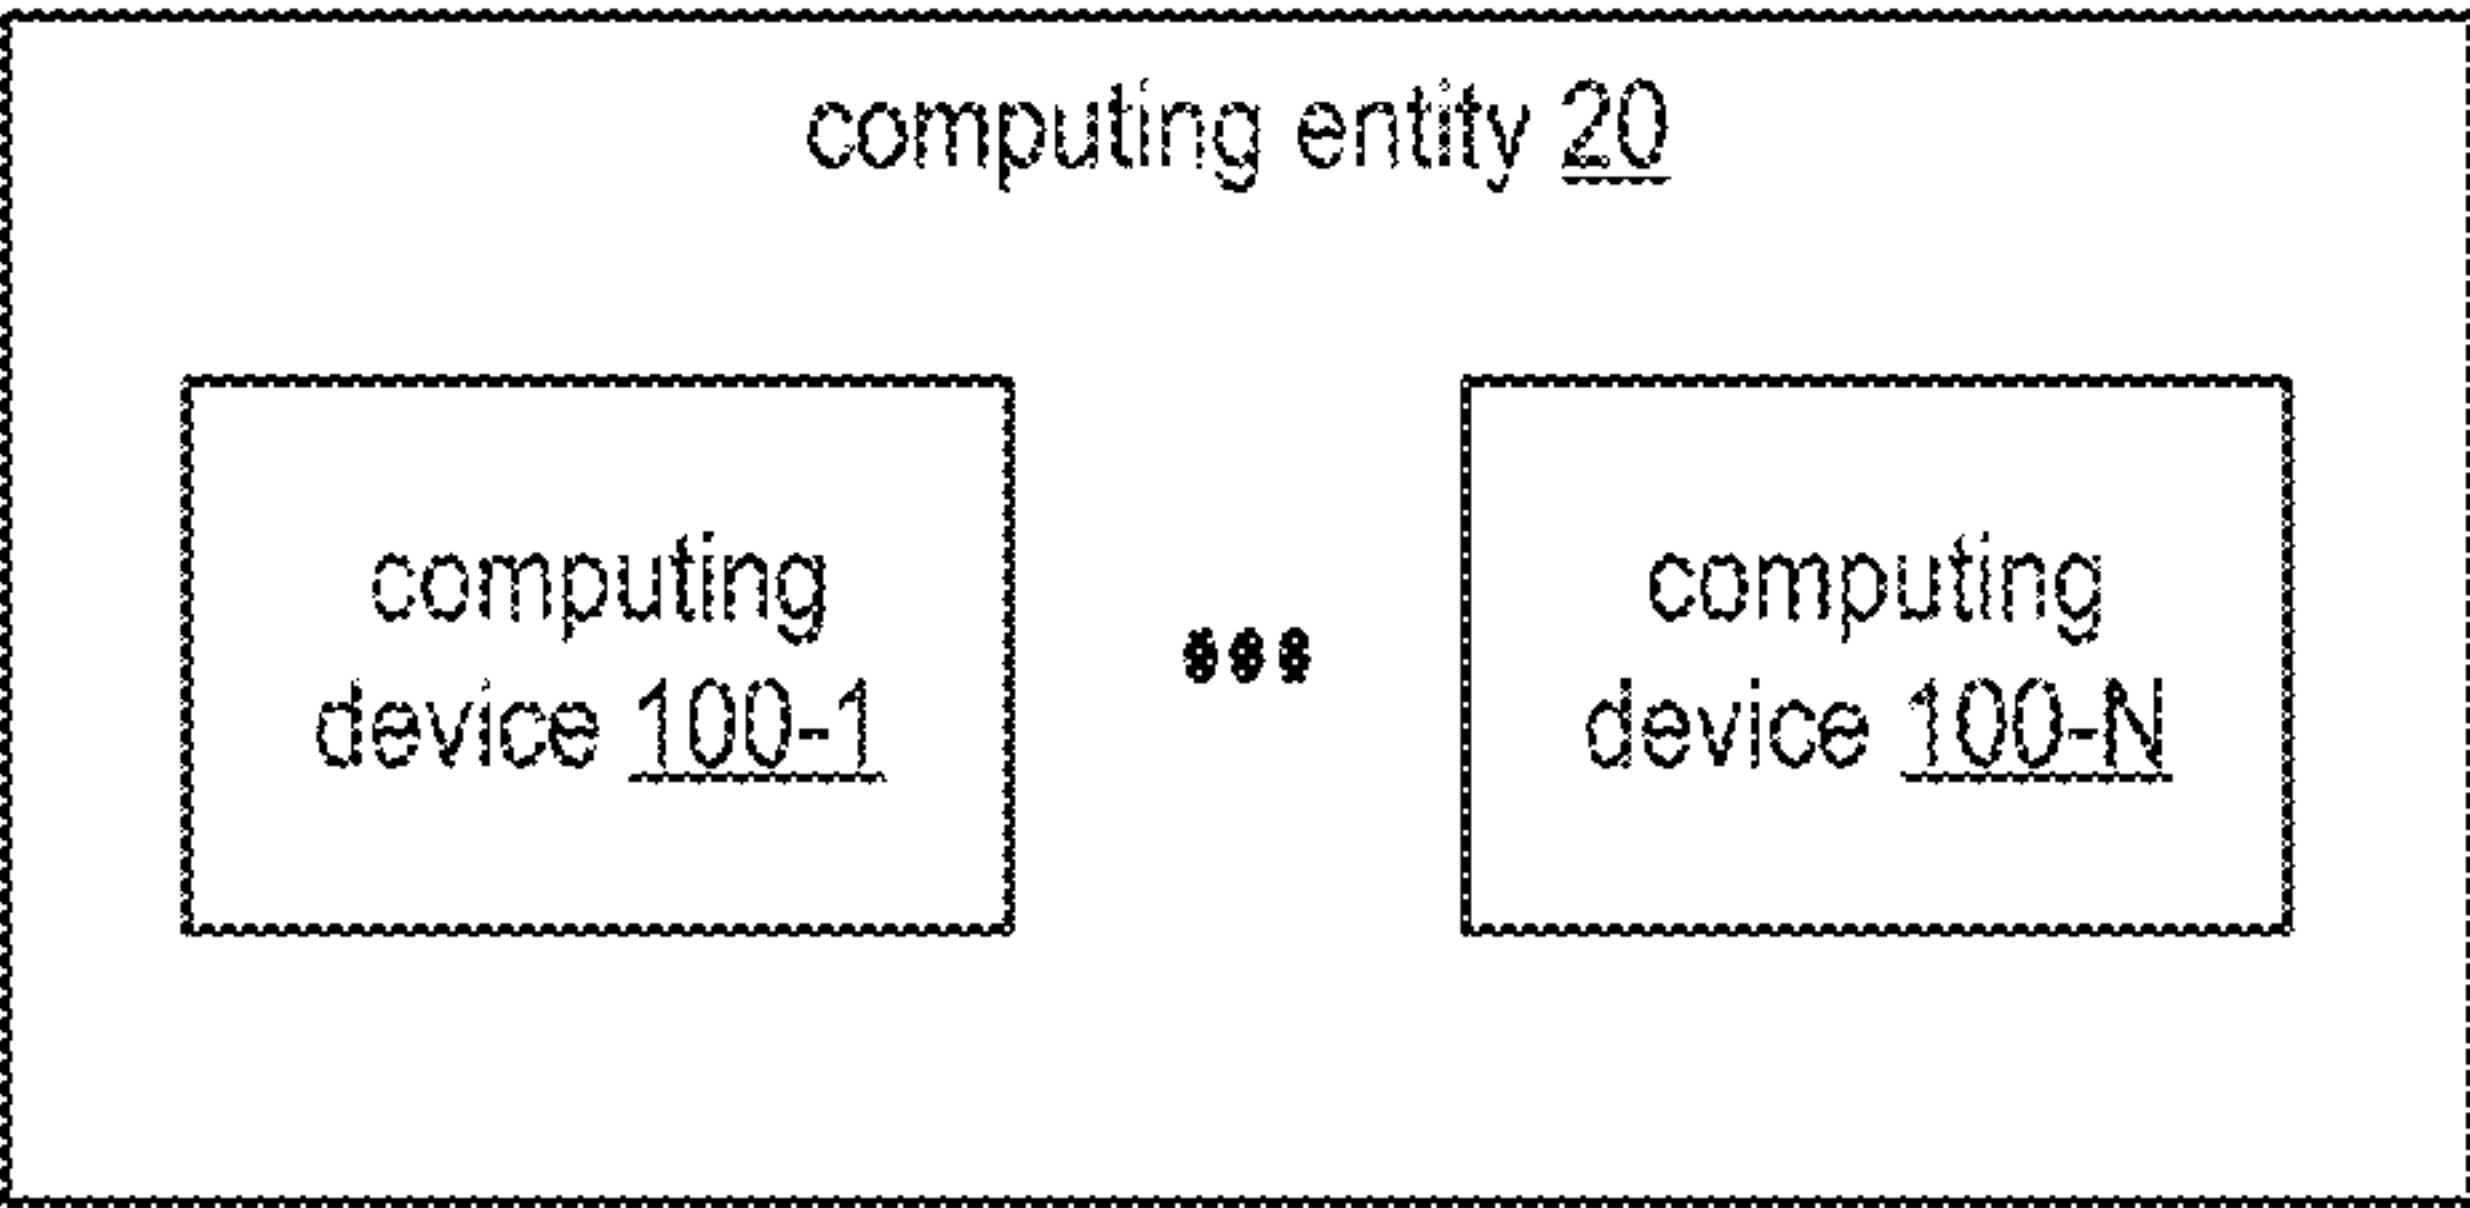 computing entity 20
computing
device 100-1
computing
device 100-N